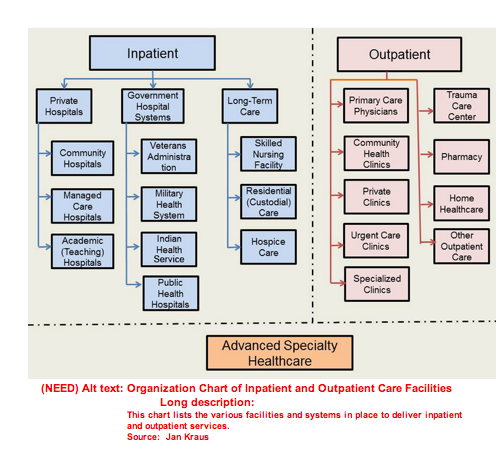 Inpatient
Outpatient
Private
Hospitals
Government
Hospital
Systems
Long-Term
Care
Community
Hospitals
Managed
Care
Hospitals
Academic
(Teaching)
Hospitals
Veterans
Administra
tion
Military
Health
System
Indian
Health
Service
Public
Health
Hospitals
Skilled
Nursing
Facility
Residential
(Custodial)
Care
Hospice
Care
Primary Care
Physicians
Community
Health
Clinics
Private
Clinics
Urgent Care
Clinics
Specialized
Clinics
Trauma
Care
Center
Pharmacy
Home
Healthcare
Other
Outpatient
Care
Advanced Specialty
Healthcare
(NEED) Alt text: Organization Chart of Inpatient and Outpatient Care Facilities
Long description:
This chart lists the various facilities and systems in place to deliver inpatient
and outpatient services.
Source: Jan Kraus